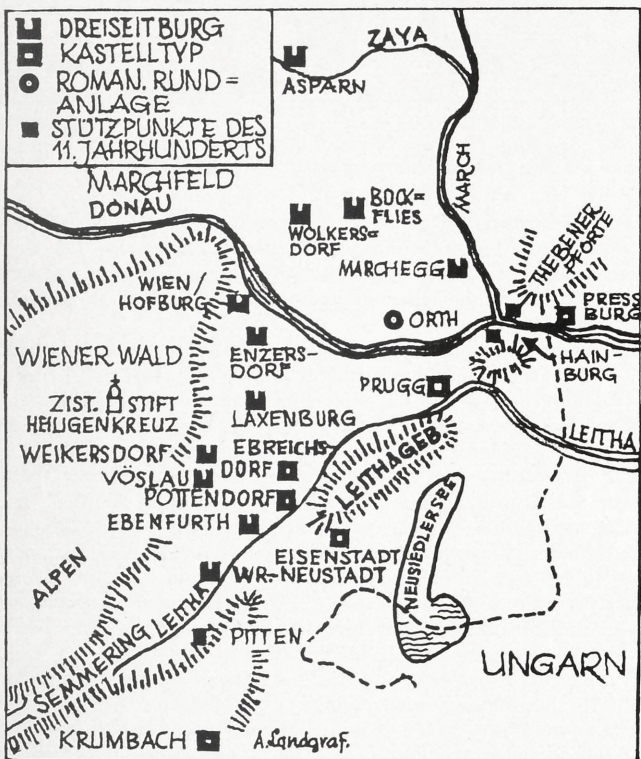 DREISEITBURG
KASTELLTYP
ROMAN. RUND=
ANLAGE
STÜTZPUNKTE DES
11. JAHRHUNDERTS
ZAYA
ASPARN
MARCHFELD
DONAU
MARCH
BOCK=
FLIES
WOLKERS=
DORF
THEBENER
PFORTE
MARCHEGG
WIEN/
HOFBURG
PRESS
BURG
ORTH
ENZERS-
DORF
HAIN-
BURG
WIENER WALD
PRUGG
ZIST. STIFT
HEILIGENKREUZ
LAXENBURG
LEITHA
WEIKERSDORF
EBREICHS-
DORF
LEITHAGEB.
VÖSLAU
POTTENDORF
EBENFURTH
EISENSTADT
NEUSIEDLERSEE
ALPEN
WR-NEUSTADT
LEITHA
SEMMERING
PITTEN
UNGARN
KRUMBACH
A. Landgraf.